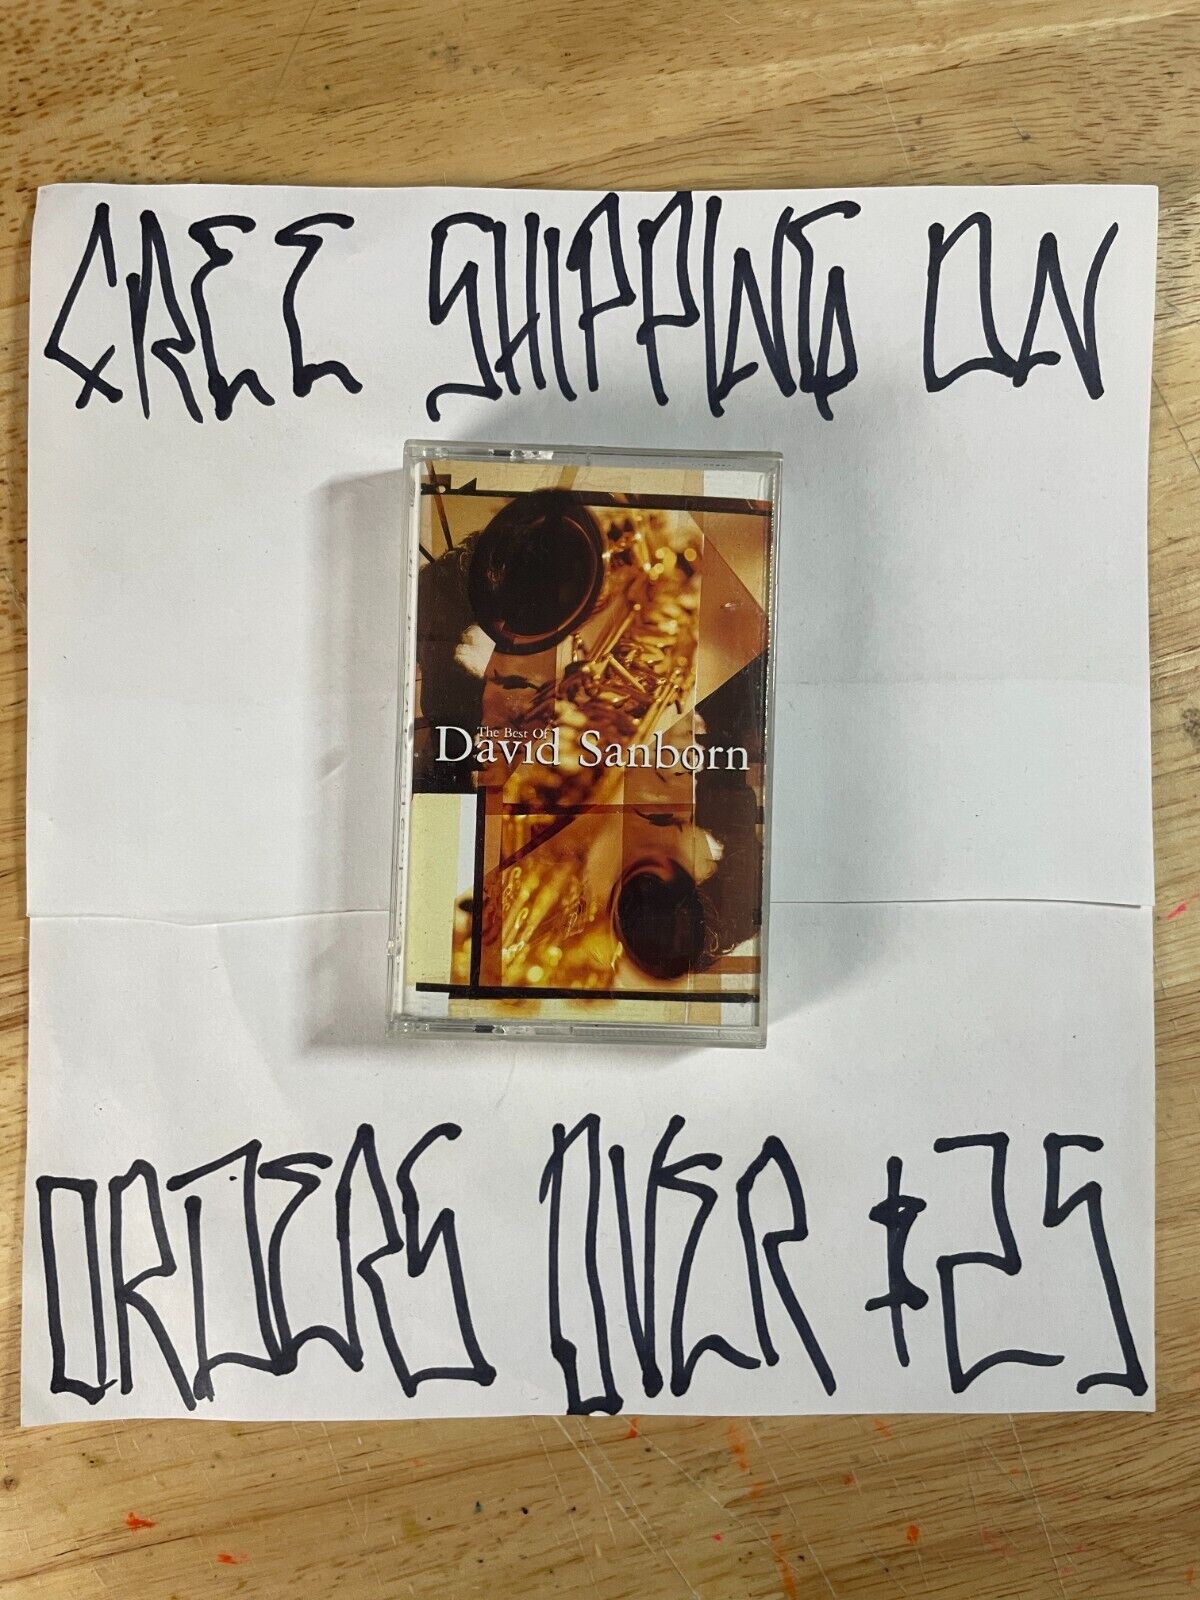 FREE SHIPPING ON
The Best Of
David Sanborn
ORDERS OVER $25